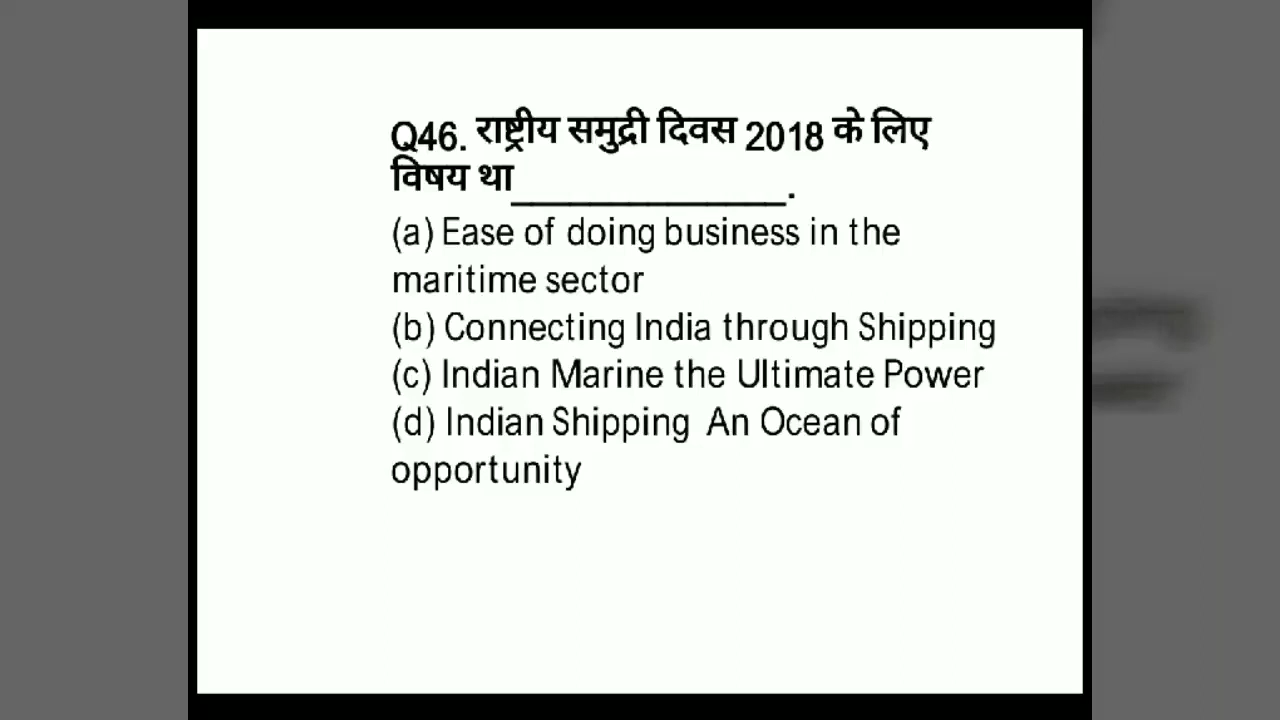 Q46. राष्ट्रीय समुद्री दिवस 2018 के लिए
विषय था______________.
(a) Ease of doing business in the
maritime sector
(b) Connecting India through Shipping
(c) Indian Marine the Ultimate Power
(d) Indian Shipping An Ocean of
opportunity